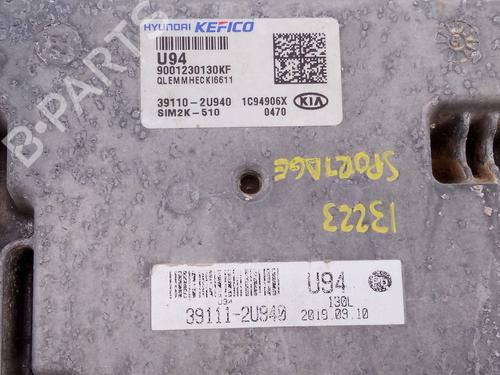 HYUNDAI KEFICO
U94
9001230130KF
QLEMMHECKI6611
39110-2U940 1C94906X
SIM2K-510 0470
KIA
SPORTAGE
13223
U94
U94
130L
39111-2U940 2019.09.10
B-PARTS